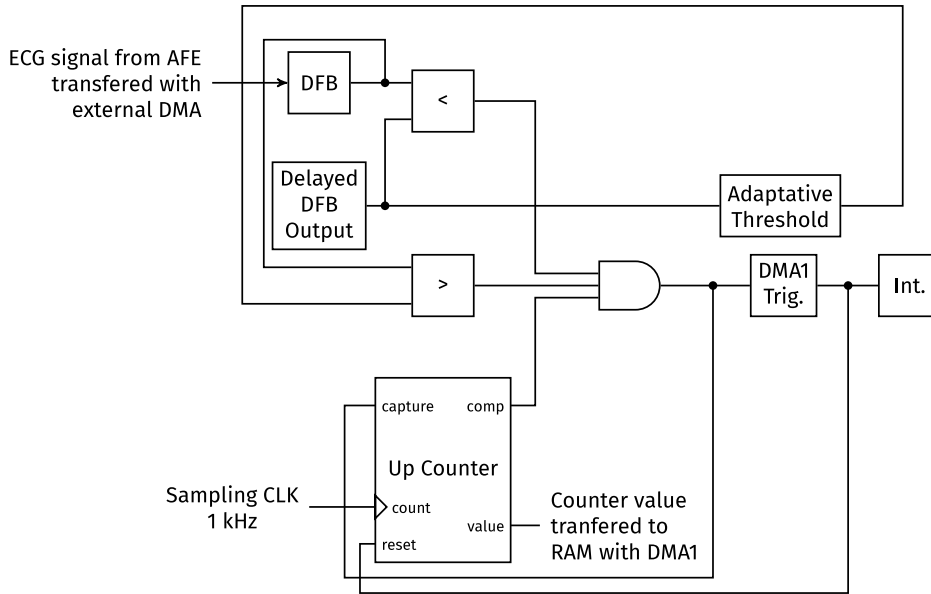 ECG signal from AFE
transfered with
external DMA
DFB
<
Delayed
DFB
Output
Adaptative
Threshold
>
DMA1
Trig.
Int.
capture
comp
Up Counter
Sampling CLK
1 kHz
count
value
reset
Counter value
tranfered to
RAM with DMA1